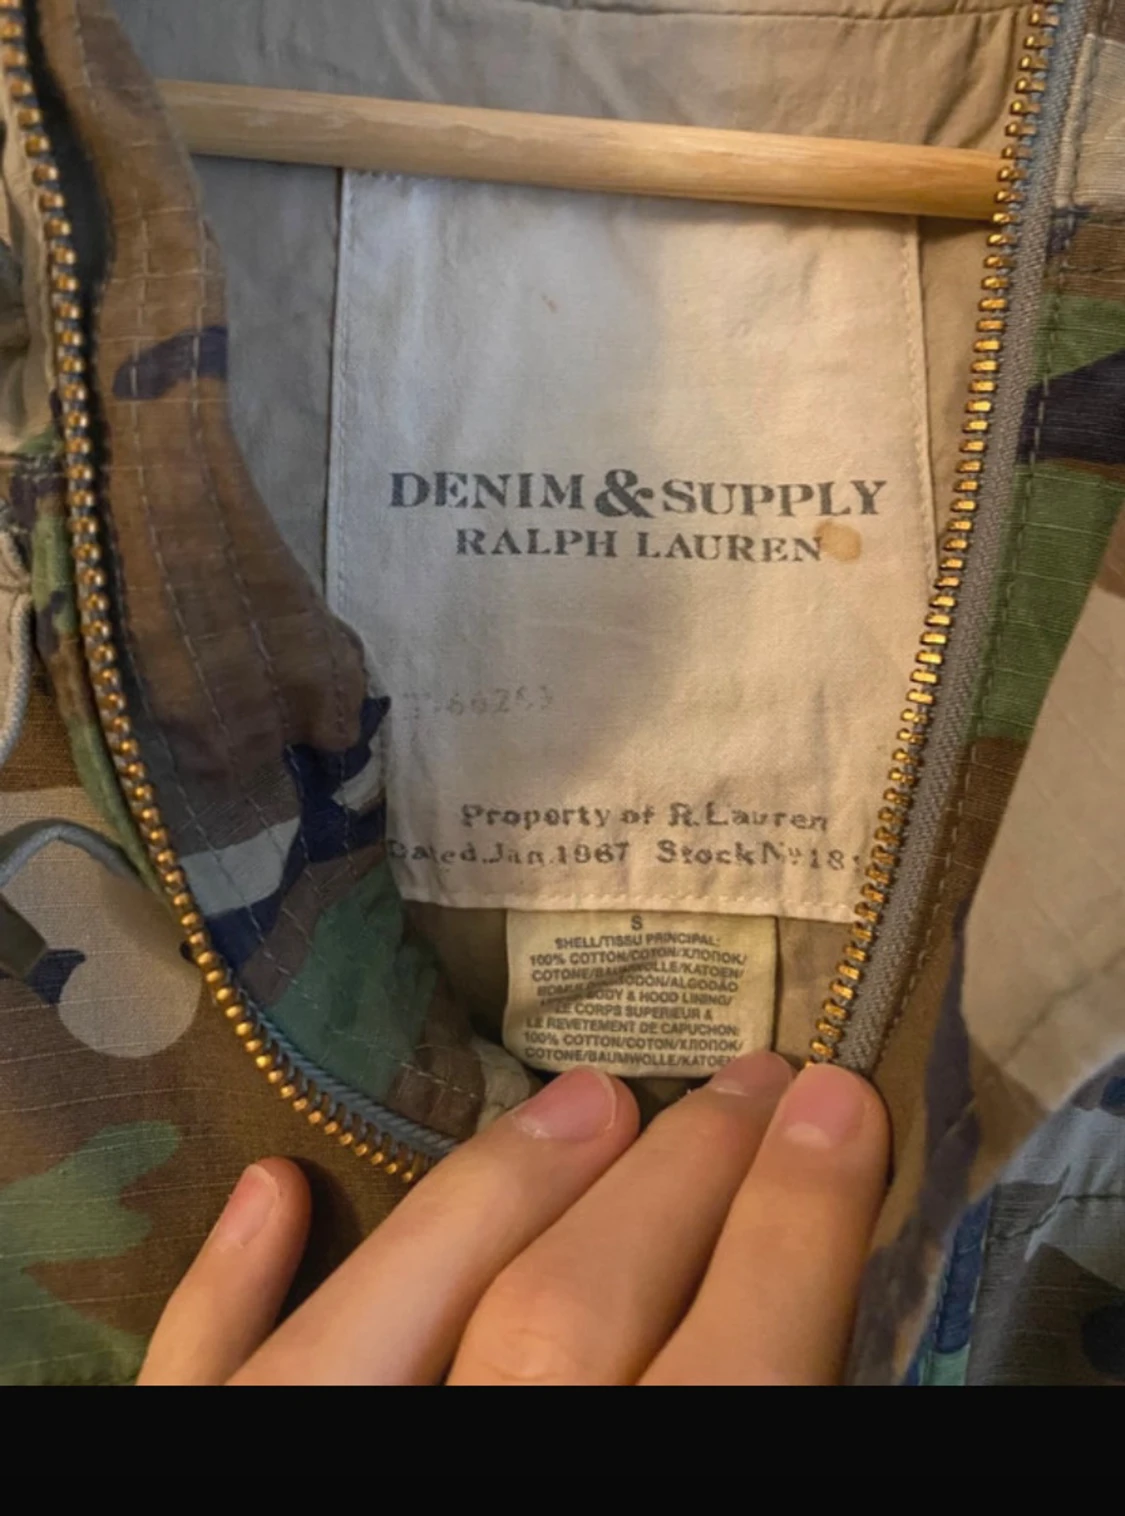 DENIM & SUPPLY
RALPH LAUREN
Property of R. Lauren
Dated Jan. 1967 Stock Nº 18
S
SHELL/TISSU PRINCIPAL:
100% COTTON/COTON/ХЛОПОК/
COTONE/BAUMWOLLE/KATOEN/
ALGODÃO
BODY & HOOD LINING/
LE CORPS SUPERIEUR &
LE REVETEMENT DE CAPUCHON:
100% COTTON/COTON/ХЛОПОК/
COTONE/BAUMWOLLE/KATOEN